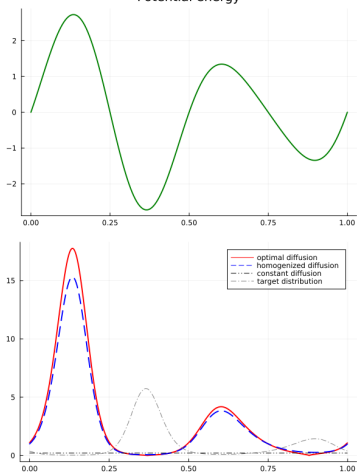 Potential energy
2
1
0
−1
−2
0.00 0.25 0.50 0.75 1.00
optimal diffusion
homogenized diffusion
constant diffusion
target distribution
15
10
5
0
0.00 0.25 0.50 0.75 1.00